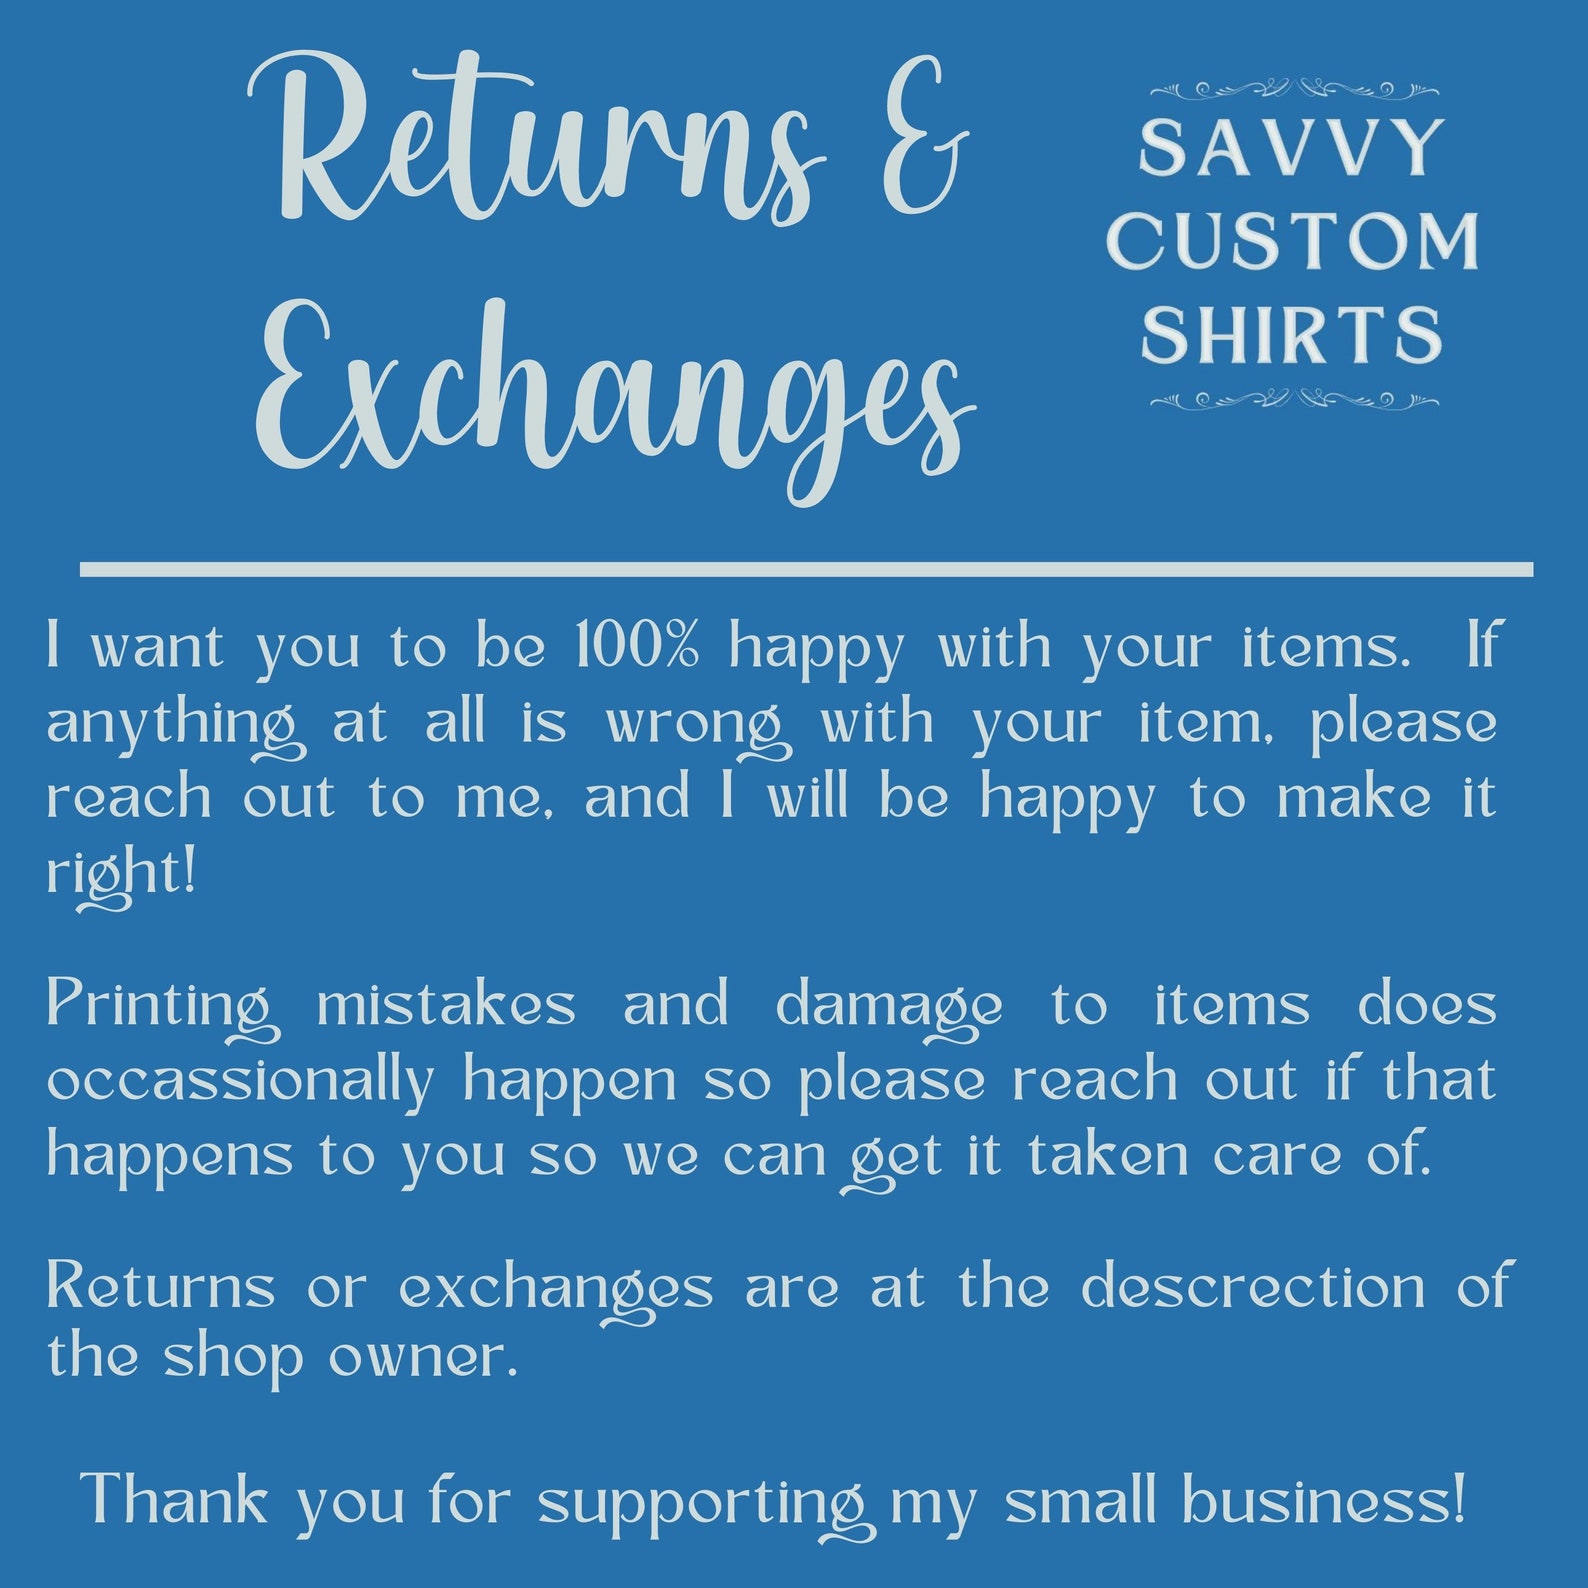 Returns &
Exchanges
SAVVY
CUSTOM
SHIRTS
I want you to be 100% happy with your items. If
anything at all is wrong with your item, please
reach out to me, and I will be happy to make it
right!
Printing mistakes and damage to items does
occassionally happen so please reach out if that
happens to you so we can get it taken care of.
Returns or exchanges are at the descrection of
the shop owner.
Thank you for supporting my small business!